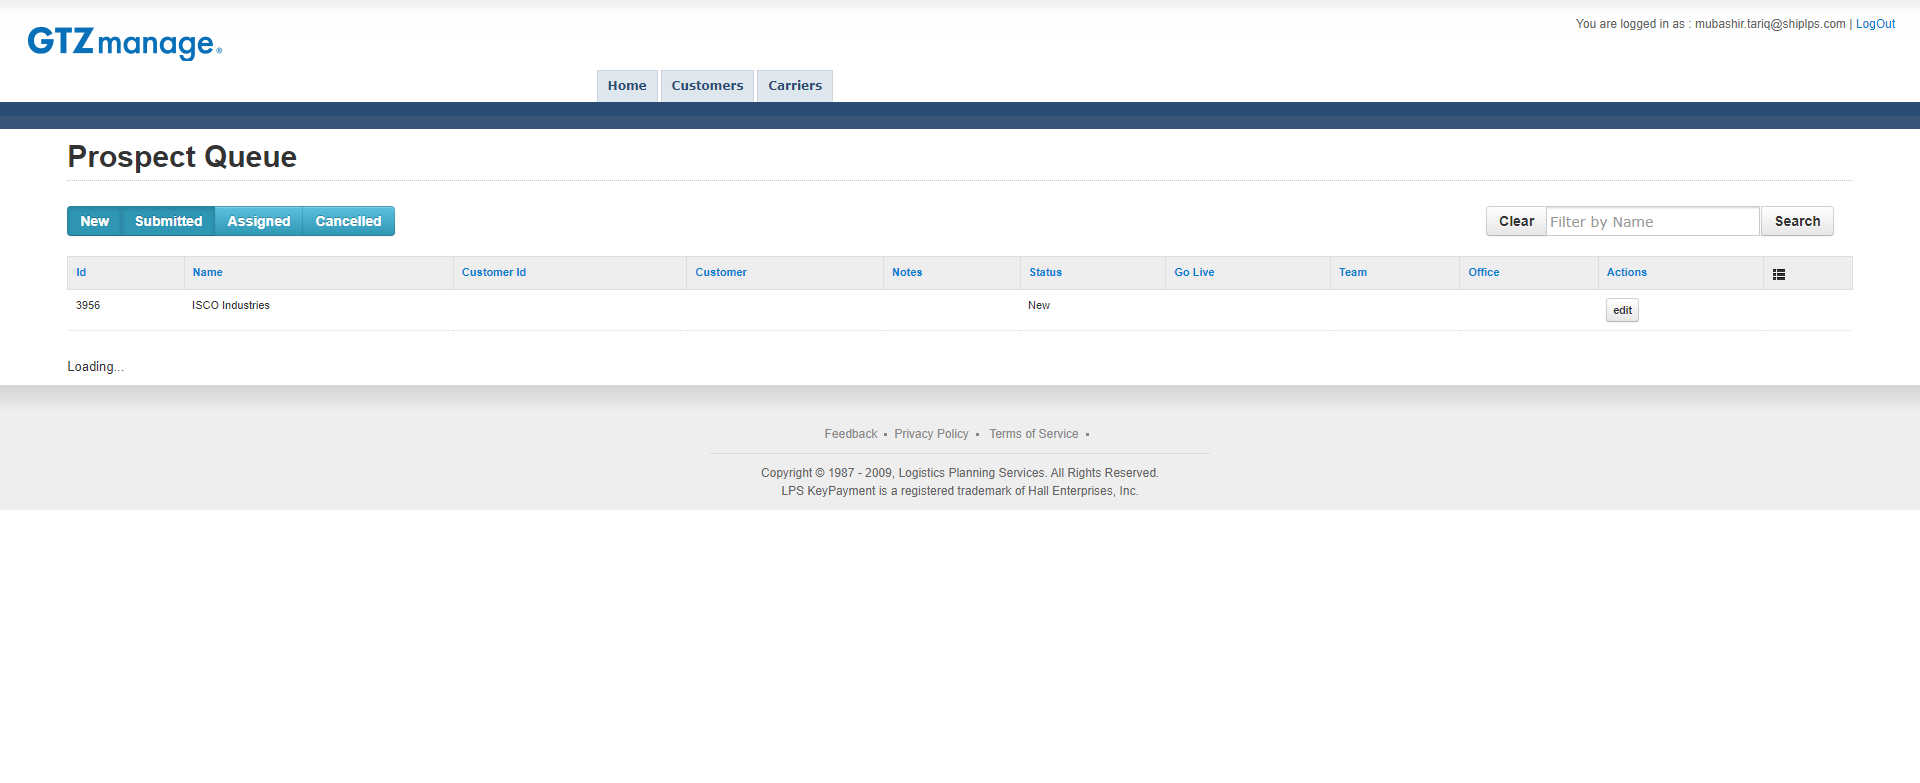 GTZmanage®
You are logged in as : mubashir.tariq@shiplps.com | LogOut
Home Customers Carriers
Prospect Queue
New Submitted Assigned Cancelled Clear Filter by Name Search
Id Name Customer Id Customer Notes Status Go Live Team Office Actions
3956 ISCO Industries New edit
Loading...
Feedback ▪ Privacy Policy ▪ Terms of Service ▪
Copyright © 1987 - 2009, Logistics Planning Services. All Rights Reserved.
LPS KeyPayment is a registered trademark of Hall Enterprises, Inc.